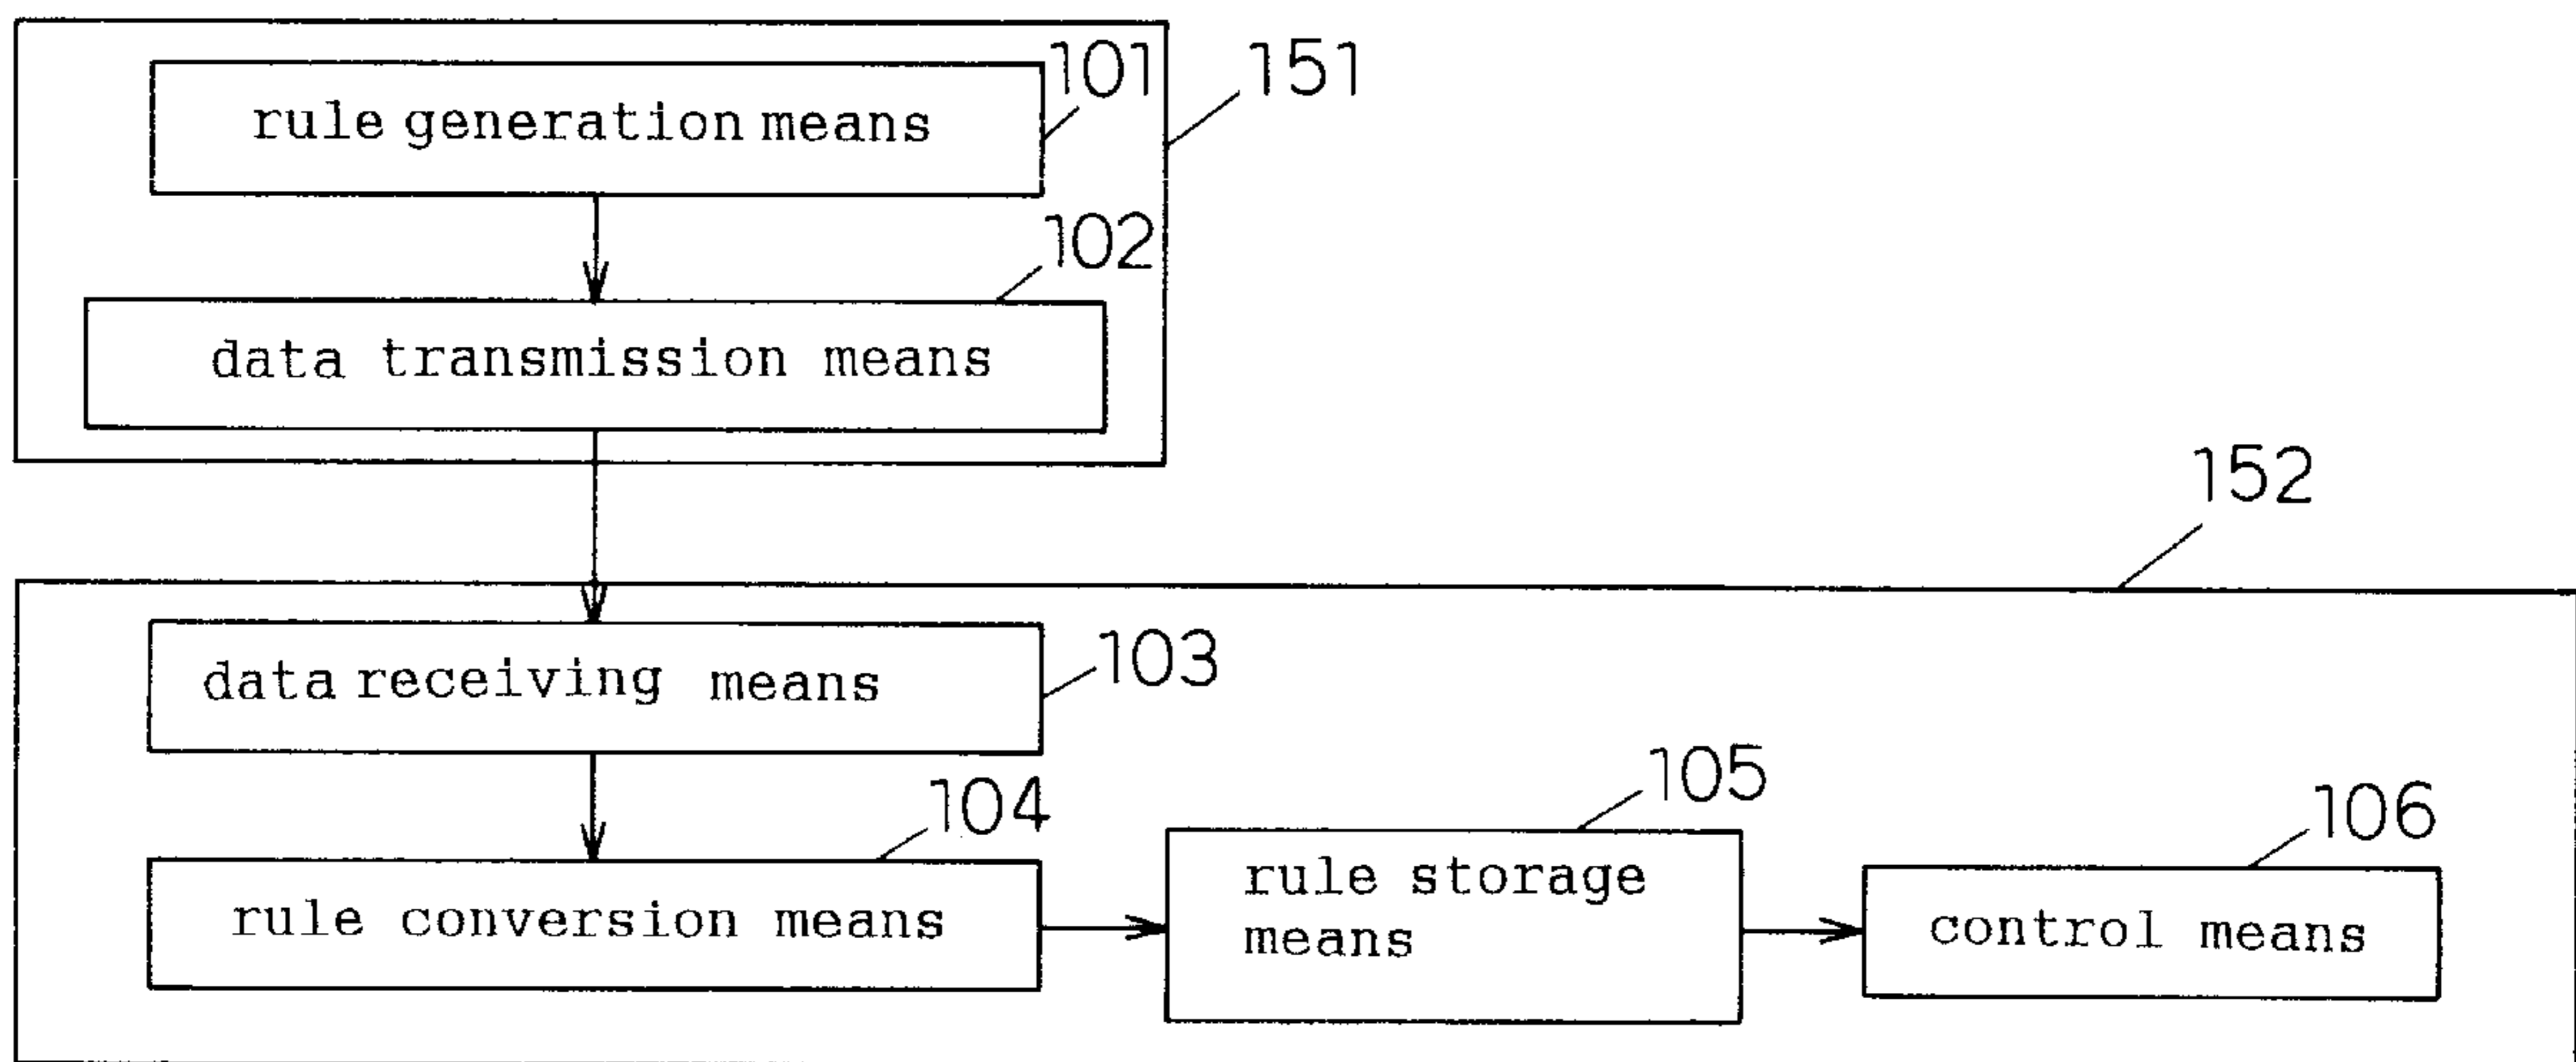 101
151
rule generation means
102
data transmission means
152
103
data receiving means
105
104
106
rule storage
means
rule conversion means
control means